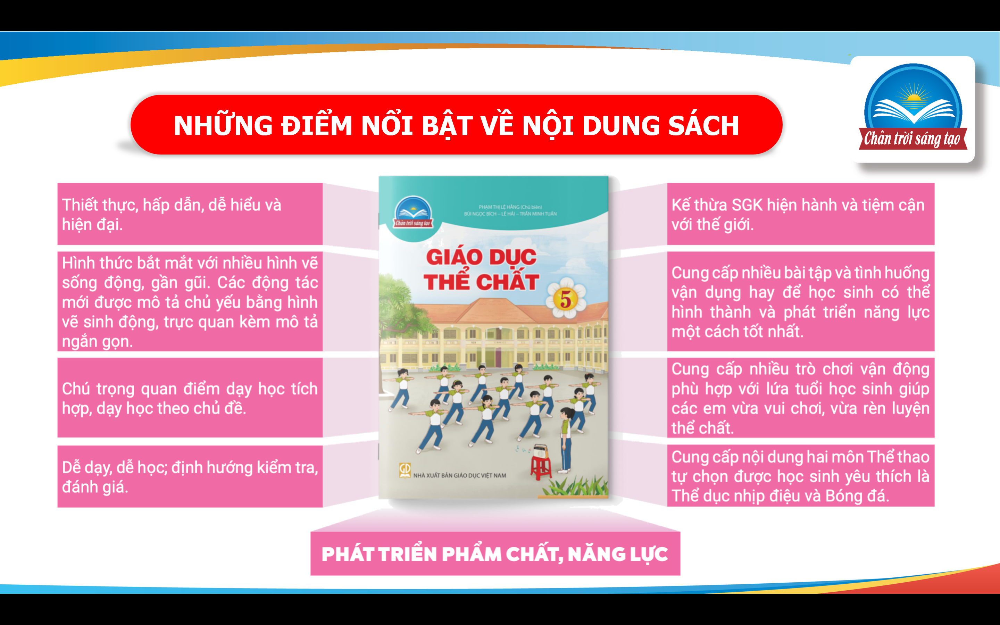 NHỮNG ĐIỂM NỔI BẬT VỀ NỘI DUNG SÁCH
Chân trời sáng tạo
Thiết thực, hấp dẫn, dễ hiểu và
hiện đại.
Hình thức bắt mắt với nhiều hình vẽ
sống động, gần gũi. Các động tác
mới được mô tả chủ yếu bằng hình
vẽ sinh động, trực quan kèm mô tả
ngắn gọn.
Chú trọng quan điểm dạy học tích
hợp, dạy học theo chủ đề.
Dễ dạy, dễ học; định hướng kiểm tra,
đánh giá.
PHẠM THỊ LỆ HẰNG (Chủ biên)
BÙI NGỌC BÍCH – LÊ HẢI – TRẦN MINH TUẤN
Chân trời sáng tạo
GIÁO DỤC
THỂ CHẤT
5
GD
NHÀ XUẤT BẢN GIÁO DỤC VIỆT NAM
Kế thừa SGK hiện hành và tiệm cận
với thế giới.
Cung cấp nhiều bài tập và tình huống
vận dụng hay để học sinh có thể
hình thành và phát triển năng lực
một cách tốt nhất.
Cung cấp nhiều trò chơi vận động
phù hợp với lứa tuổi học sinh giúp
các em vừa vui chơi, vừa rèn luyện
thể chất.
Cung cấp nội dung hai môn Thể thao
tự chọn được học sinh yêu thích là
Thể dục nhịp điệu và Bóng đá.
PHÁT TRIỂN PHẨM CHẤT, NĂNG LỰC